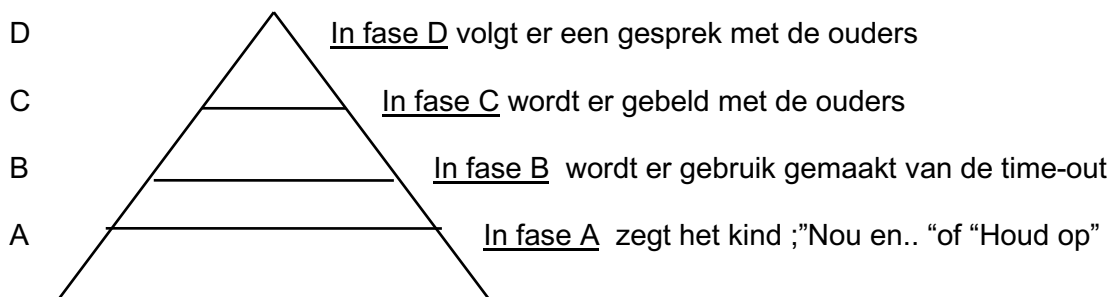 D In fase D volgt er een gesprek met de ouders
C In fase C wordt er gebeld met de ouders
B In fase B  wordt er gebruik gemaakt van de time-out
A In fase A  zegt het kind ;”Nou en.. “of “Houd op”